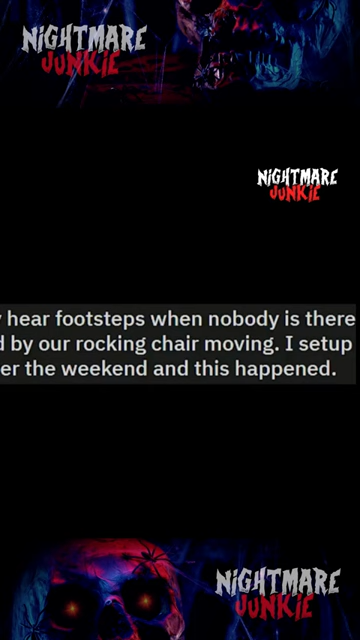 NIGHTMARE
JUNKIE
NIGHTMARE
JUNKIE
hear footsteps when nobody is there
by our rocking chair moving. I setup
the weekend and this happened.
NIGHTMARE
JUNKIE